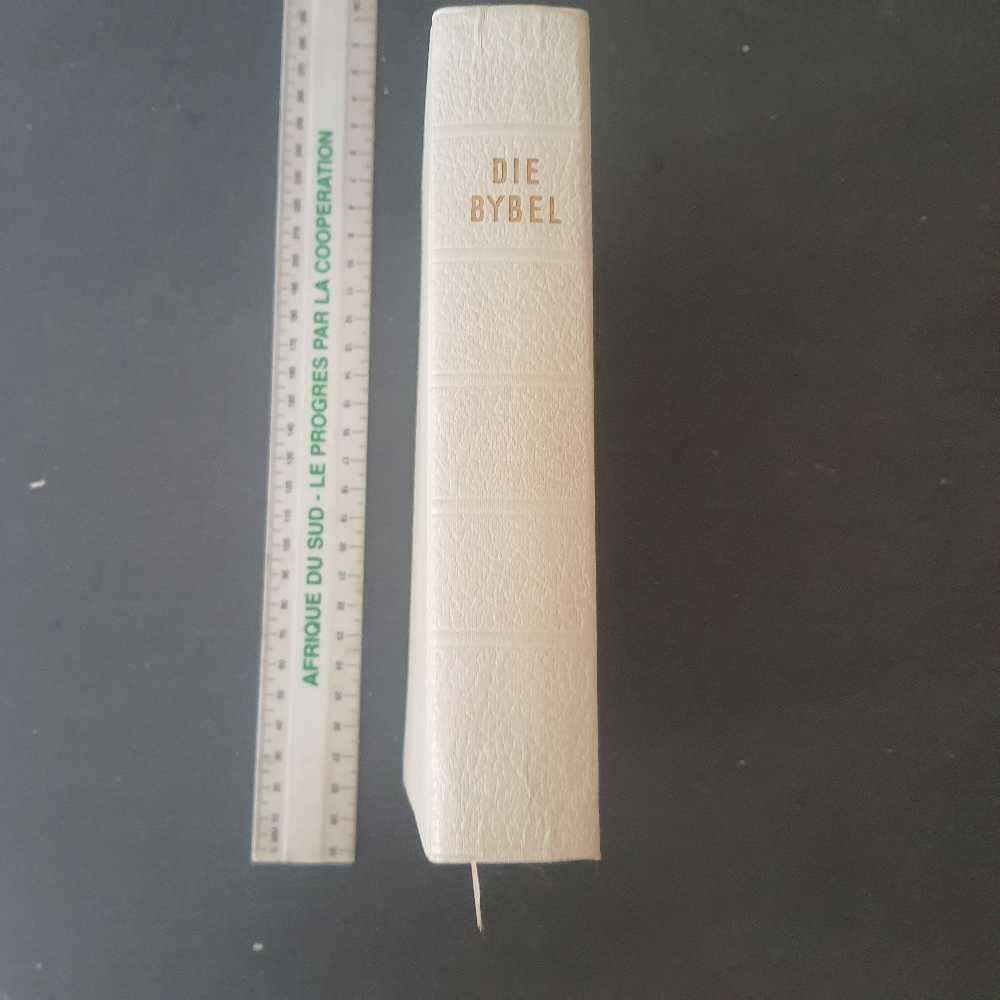 AFRIQUE DU SUD - LE PROGRES PAR LA COOPERATION
DIE
BYBEL